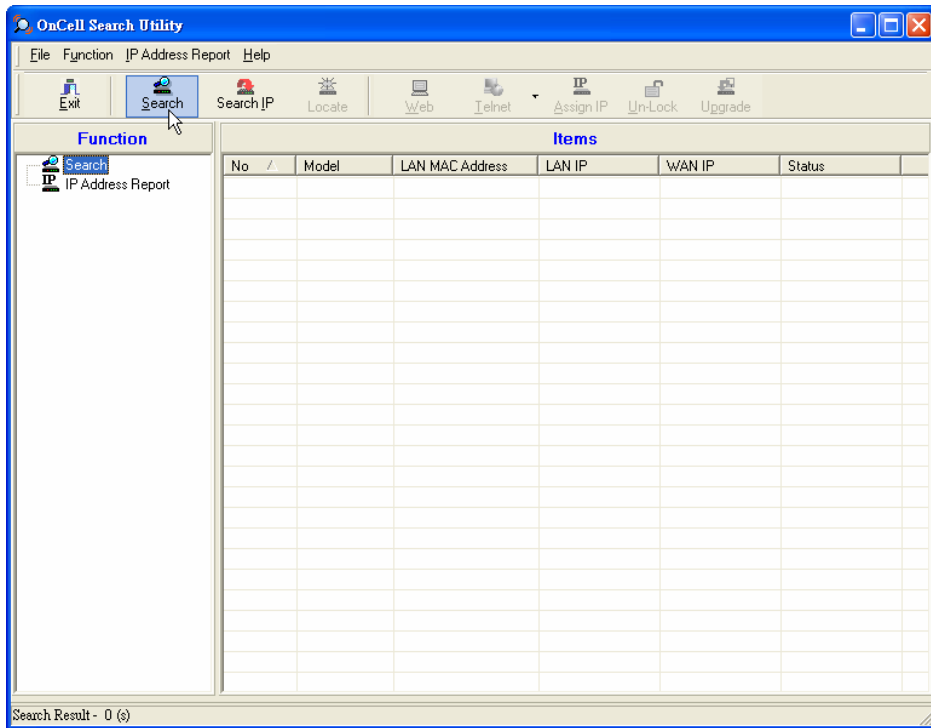 OnCell Search Utility
File Function IP Address Report Help
Exit Search Search IP Locate Web Telnet Assign IP Un-Lock Upgrade
Function Items
No Model LAN MAC Address LAN IP WAN IP Status
Search
IP IP Address Report
Search Result - 0 (s)